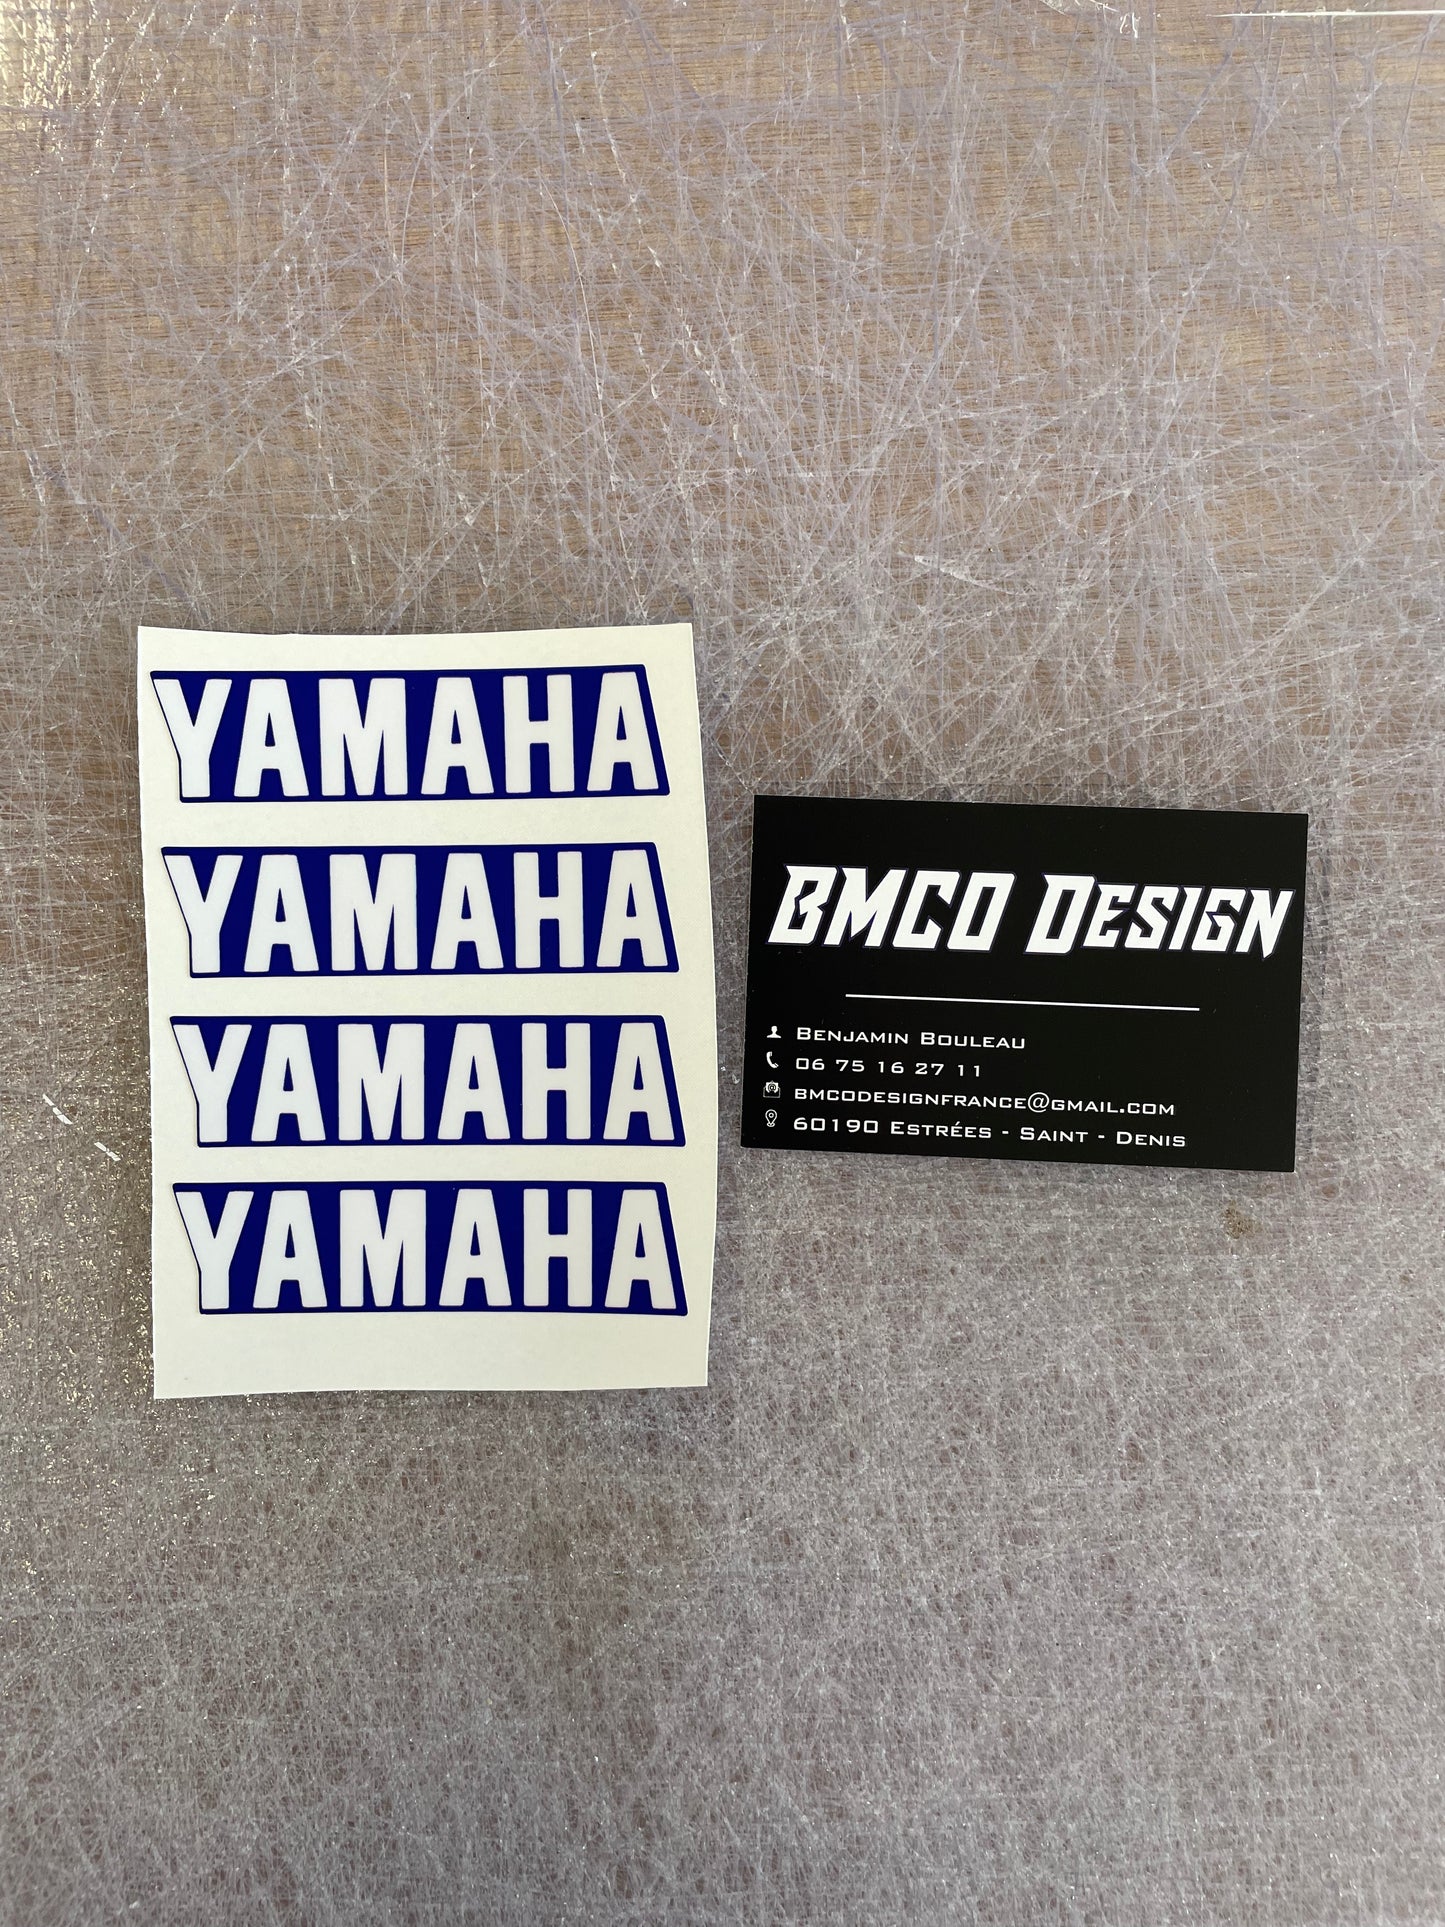 YAMAHA
YAMAHA
YAMAHA
YAMAHA
BMCO DESIGN
BENJAMIN BOULEAU
06 75 16 27 11
BMCODESIGNFRANCE@GMAIL.COM
60190 ESTRÉES - SAINT - DENIS